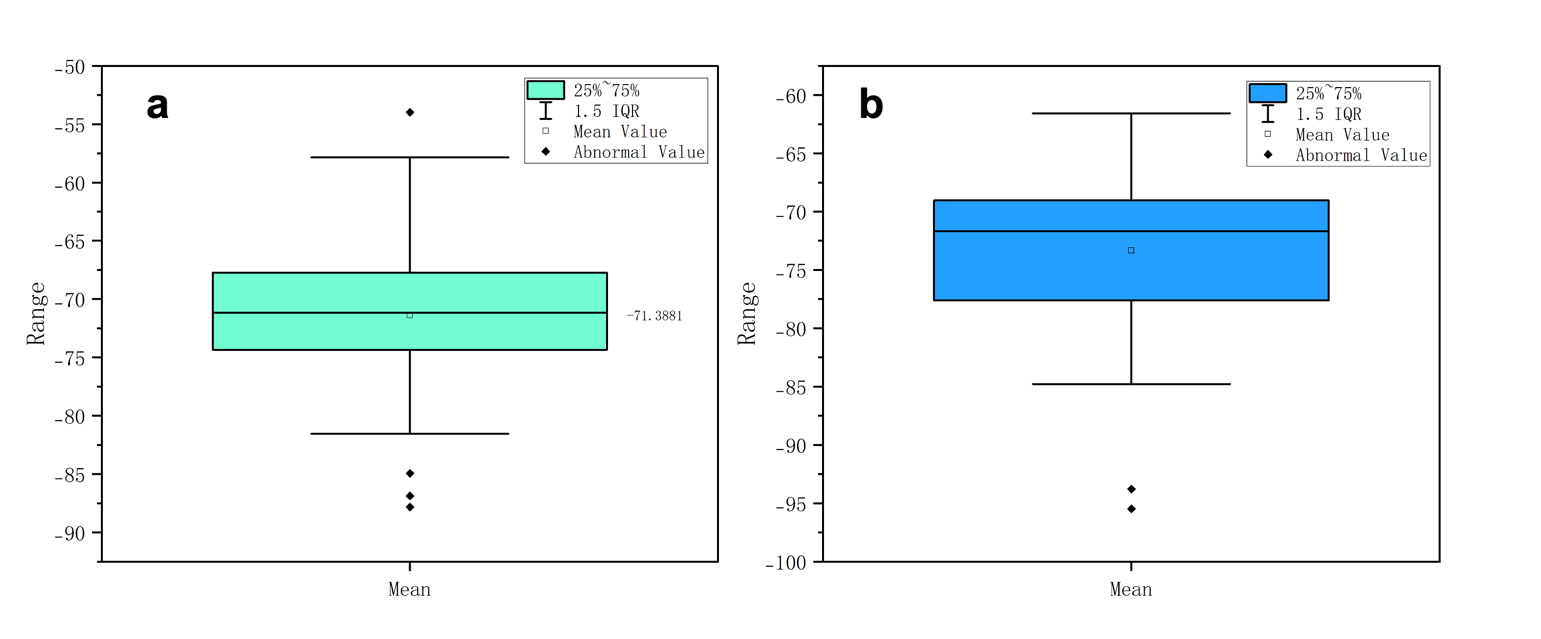 a
-50
-55
-60
-65
-70
-75
-80
-85
-90
Range
Mean
25%~75%
1.5 IQR
Mean Value
Abnormal Value
-71.3881
b
-60
-65
-70
-75
-80
-85
-90
-95
-100
Range
Mean
25%~75%
1.5 IQR
Mean Value
Abnormal Value